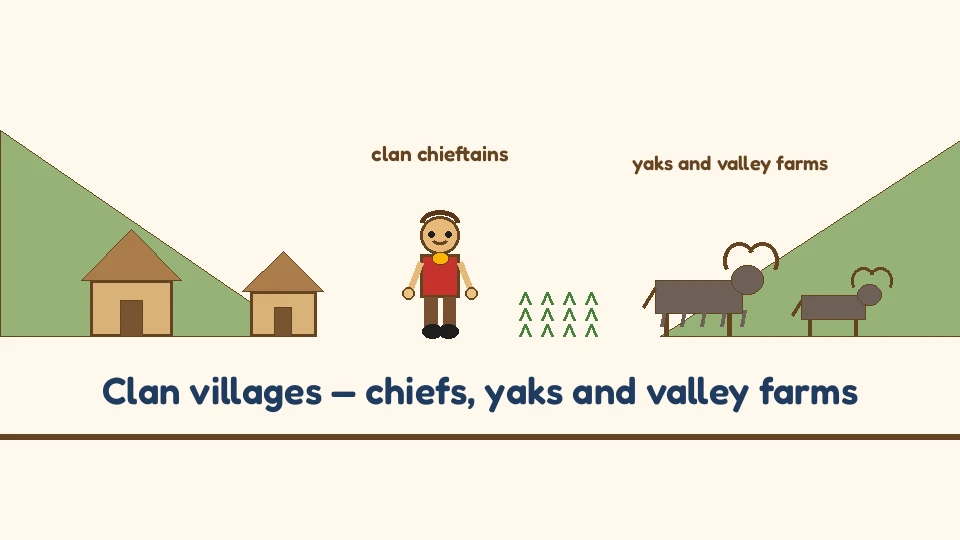 clan chieftains
yaks and valley farms
Clan villages — chiefs, yaks and valley farms